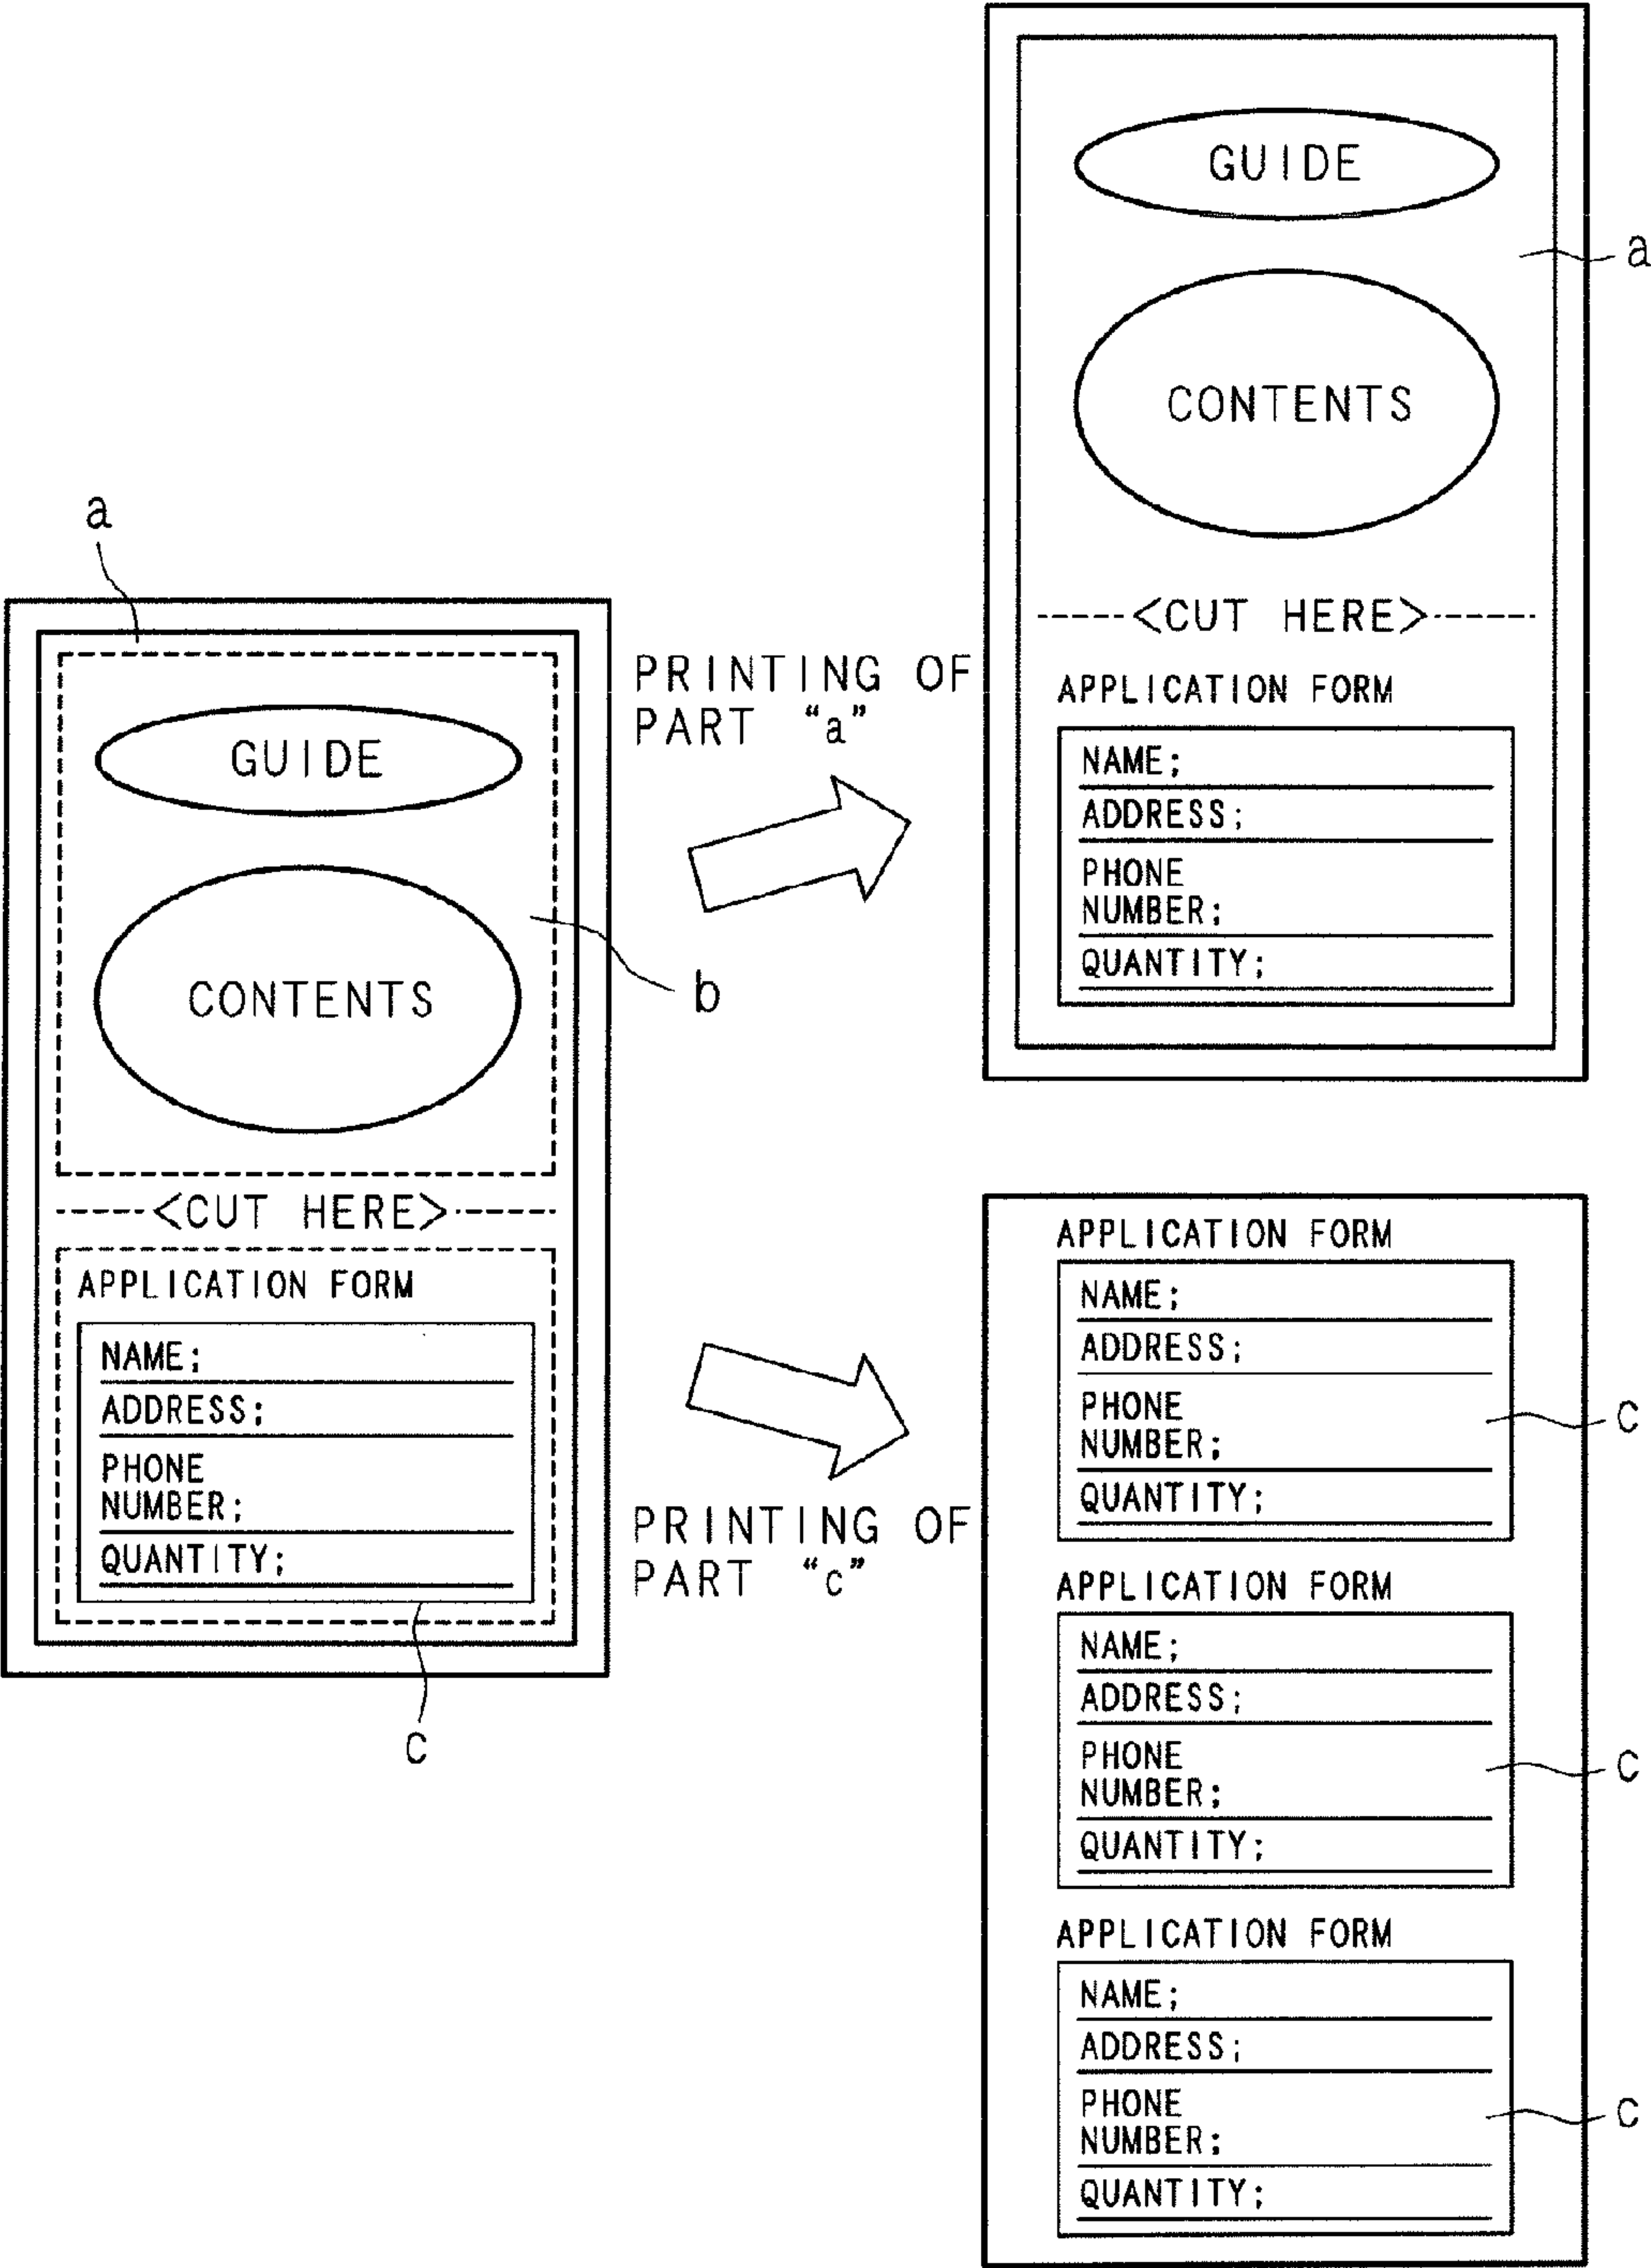 a
GUIDE
CONTENTS
b
<CUT HERE>
APPLICATION FORM
NAME;
ADDRESS;
PHONE
NUMBER;
QUANTITY;
c
PRINTING OF
PART “a”
PRINTING OF
PART “c”
GUIDE
a
CONTENTS
<CUT HERE>
APPLICATION FORM
NAME;
ADDRESS;
PHONE
NUMBER;
QUANTITY;
APPLICATION FORM
NAME;
ADDRESS;
PHONE
c
NUMBER;
QUANTITY;
APPLICATION FORM
NAME;
ADDRESS;
PHONE
c
NUMBER;
QUANTITY;
APPLICATION FORM
NAME;
ADDRESS;
PHONE
c
NUMBER;
QUANTITY;